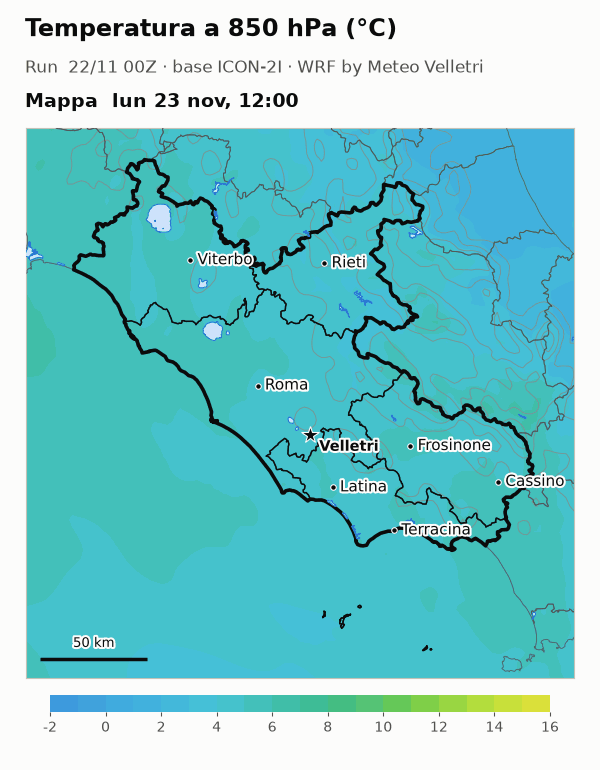 Temperatura a 850 hPa (°C)
Run  22/11 00Z · base ICON-2I · WRF by Meteo Velletri
Mappa  lun 23 nov, 12:00
Viterbo
Rieti
Roma
Velletri
Frosinone
Cassino
Latina
Terracina
50 km
-2 0 2 4 6 8 10 12 14 16